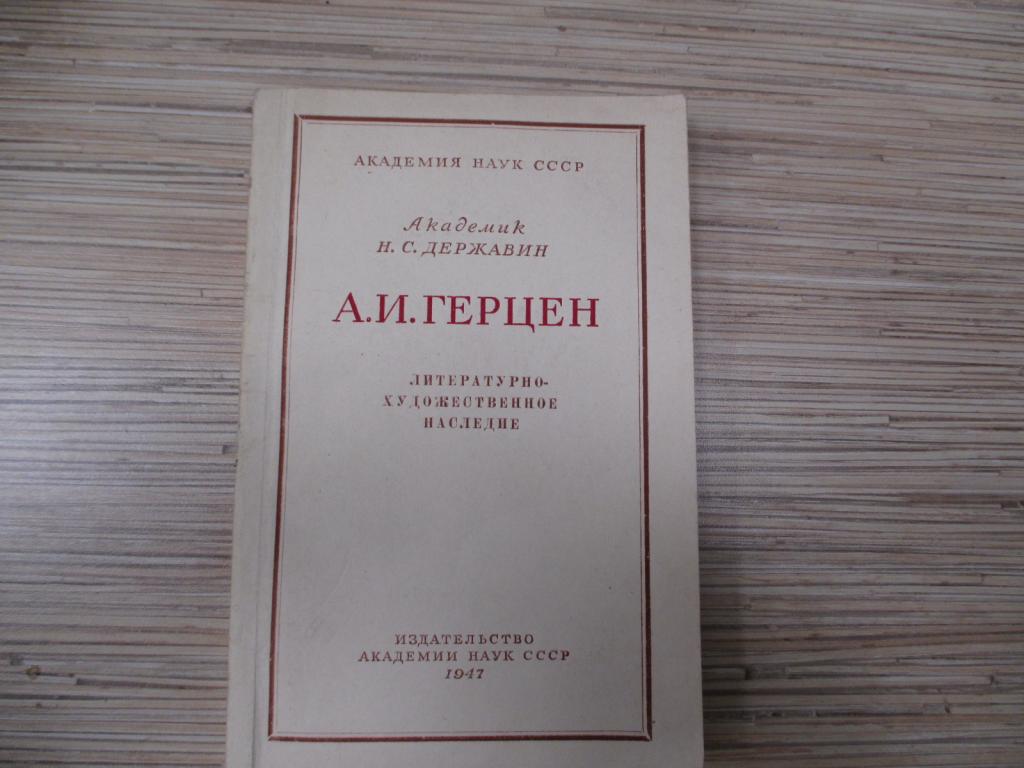 АКАДЕМИЯ НАУК СССР
Академик
Н. С. ДЕРЖАВИН
А.И.ГЕРЦЕН
ЛИТЕРАТУРНО-
ХУДОЖЕСТВЕННОЕ
НАСЛЕДИЕ
ИЗДАТЕЛЬСТВО
АКАДЕМИИ НАУК СССР
1947